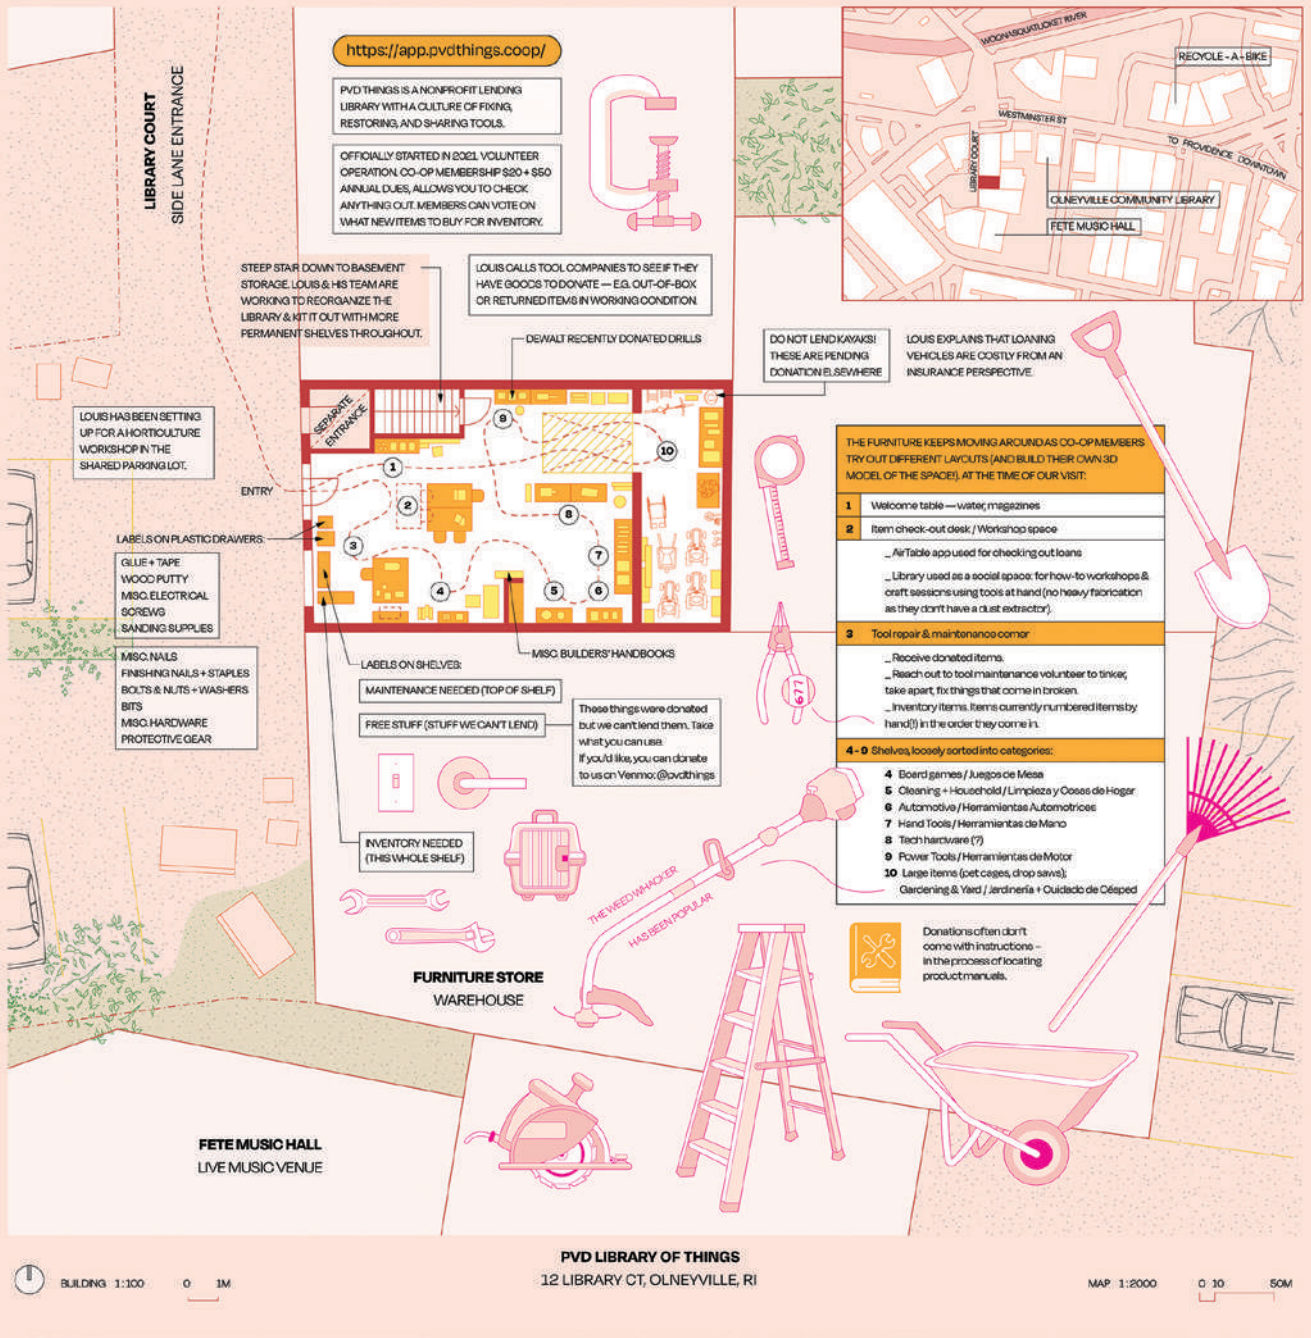 https://app.pvdthings.coop/
PVD THINGS IS A NONPROFIT LENDING
LIBRARY WITH A CULTURE OF FIXING,
RESTORING, AND SHARING TOOLS.
OFFICIALLY STARTED IN 2021. VOLUNTEER
OPERATION. CO-OP MEMBERSHIP $20 + $50
ANNUAL DUES, ALLOWS YOU TO CHECK
ANYTHING OUT. MEMBERS CAN VOTE ON
WHAT NEW ITEMS TO BUY FOR INVENTORY.
LIBRARY COURT
SIDE LANE ENTRANCE
WOONASQUATUCKET RIVER
RECYCLE - A - BIKE
WESTMINSTER ST
TO PROVIDENCE DOWNTOWN
LIBRARY COURT
OLNEYVILLE COMMUNITY LIBRARY
FETE MUSIC HALL
STEEP STAIR DOWN TO BASEMENT
STORAGE. LOUIS & HIS TEAM ARE
WORKING TO REORGANIZE THE
LIBRARY & KIT IT OUT WITH MORE
PERMANENT SHELVES THROUGHOUT.
LOUIS CALLS TOOL COMPANIES TO SEE IF THEY
HAVE GOODS TO DONATE — E.G. OUT-OF-BOX
OR RETURNED ITEMS IN WORKING CONDITION.
DEWALT RECENTLY DONATED DRILLS
DO NOT LEND KAYAKS!
THESE ARE PENDING
DONATION ELSEWHERE
LOUIS EXPLAINS THAT LOANING
VEHICLES ARE COSTLY FROM AN
INSURANCE PERSPECTIVE.
LOUIS HAS BEEN SETTING
UP FOR A HORTICULTURE
WORKSHOP IN THE
SHARED PARKING LOT.
SEPARATE
ENTRANCE
ENTRY
1
2
3
4
5
6
7
8
9
10
LABELS ON PLASTIC DRAWERS:
GLUE + TAPE
WOOD PUTTY
MISC. ELECTRICAL
SCREWS
SANDING SUPPLIES
MISC. NAILS
FINISHING NAILS + STAPLES
BOLTS & NUTS + WASHERS
BITS
MISC. HARDWARE
PROTECTIVE GEAR
LABELS ON SHELVES:
MISC. BUILDERS' HANDBOOKS
MAINTENANCE NEEDED (TOP OF SHELF)
FREE STUFF (STUFF WE CAN'T LEND)
These things were donated
but we can't lend them. Take
what you can use.
If you'd like, you can donate
to us on Venmo: @pvdthings
INVENTORY NEEDED
(THIS WHOLE SHELF)
677
THE FURNITURE KEEPS MOVING AROUND AS CO-OP MEMBERS
TRY OUT DIFFERENT LAYOUTS (AND BUILD THEIR OWN 3D
MODEL OF THE SPACE!). AT THE TIME OF OUR VISIT:
1 Welcome table — water, magazines
2 Item check-out desk / Workshop space
_ AirTable app used for checking out loans
_ Library used as a social space: for how-to workshops &
craft sessions using tools at hand (no heavy fabrication
as they don't have a dust extractor).
3 Tool repair & maintenance corner
_ Receive donated items.
_ Reach out to tool maintenance volunteer to tinker,
take apart, fix things that come in broken.
_ Inventory items. Items currently numbered items by
hand(!) in the order they come in.
4 - 9 Shelves, loosely sorted into categories:
4 Board games / Juegos de Mesa
5 Cleaning + Household / Limpieza y Cosas de Hogar
6 Automotive / Herramientas Automotrices
7 Hand Tools / Herramientas de Mano
8 Tech hardware (?)
9 Power Tools / Herramientas de Motor
10 Large items (pet cages, drop saws);
Gardening & Yard / Jardinería + Cuidado de Césped
THE WEED WHACKER
HAS BEEN POPULAR
Donations often don't
come with instructions –
in the process of locating
product manuals.
FURNITURE STORE
WAREHOUSE
FETE MUSIC HALL
LIVE MUSIC VENUE
PVD LIBRARY OF THINGS
12 LIBRARY CT, OLNEYVILLE, RI
BUILDING 1:100 0 1M
MAP 1:2000 0 10 50M